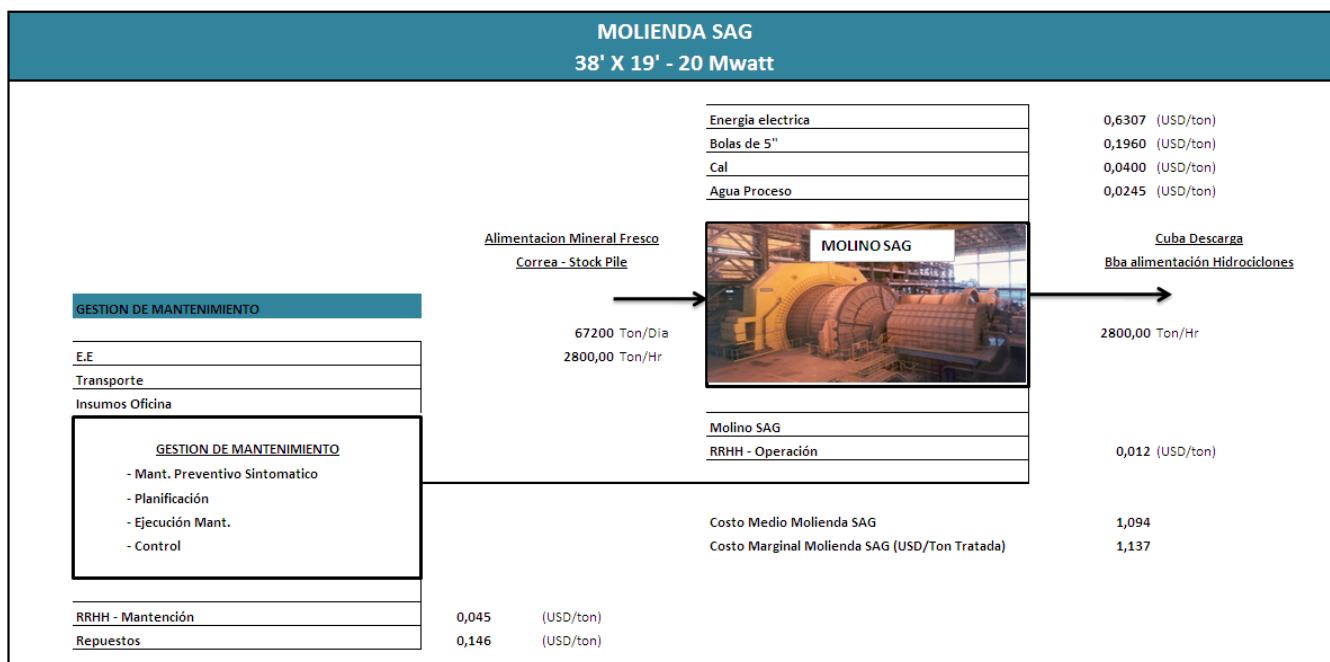 MOLIENDA SAG
38' X 19' - 20 Mwatt
Energia electrica 0,6307 (USD/ton)
Bolas de 5" 0,1960 (USD/ton)
Cal 0,0400 (USD/ton)
Agua Proceso 0,0245 (USD/ton)
Alimentacion Mineral Fresco
Correa - Stock Pile
MOLINO SAG
Cuba Descarga
Bba alimentación Hidrociclones
GESTION DE MANTENIMIENTO
67200 Ton/Dia
2800,00 Ton/Hr
2800,00 Ton/Hr
E.E
Transporte
Insumos Oficina
GESTION DE MANTENIMIENTO
- Mant. Preventivo Sintomatico
- Planificación
- Ejecución Mant.
- Control
Molino SAG
RRHH - Operación 0,012 (USD/ton)
Costo Medio Molienda SAG 1,094
Costo Marginal Molienda SAG (USD/Ton Tratada) 1,137
RRHH - Mantención 0,045 (USD/ton)
Repuestos 0,146 (USD/ton)